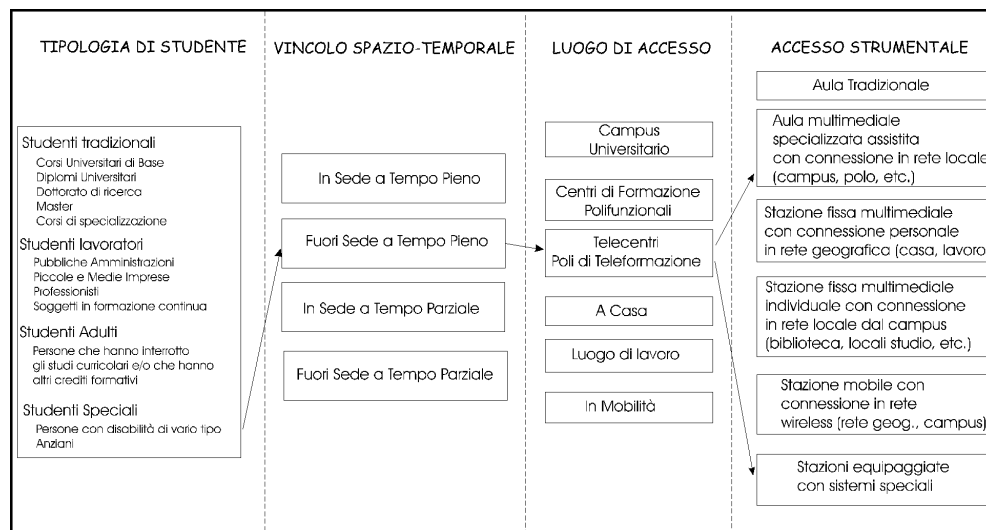 TIPOLOGIA DI STUDENTE
Studenti tradizionali
Corsi Universitari di Base
Diplomi Universitari
Dottorato di ricerca
Master
Corsi di specializzazione
Studenti lavoratori
Pubbliche Amministrazioni
Piccole e Medie Imprese
Professionisti
Soggetti in formazione continua
Studenti Adulti
Persone che hanno interrotto
gli studi curricolari e/o che hanno
altri crediti formativi
Studenti Speciali
Persone con disabilità di vario tipo
Anziani
VINCOLO SPAZIO-TEMPORALE
In Sede a Tempo Pieno
Fuori Sede a Tempo Pieno
In Sede a Tempo Parziale
Fuori Sede a Tempo Parziale
LUOGO DI ACCESSO
Campus
Universitario
Centri di Formazione
Polifunzionali
Telecentri
Poli di Teleformazione
A Casa
Luogo di lavoro
In Mobilità
ACCESSO STRUMENTALE
Aula Tradizionale
Aula multimediale
specializzata assistita
con connessione in rete locale
(campus, polo, etc.)
Stazione fissa multimediale
con connessione personale
in rete geografica (casa, lavoro
Stazione fissa multimediale
individuale con connessione
in rete locale dal campus
(biblioteca, locali studio, etc.)
Stazione mobile con
connessione in rete
wireless (rete geog., campus)
Stazioni equipaggiate
con sistemi speciali